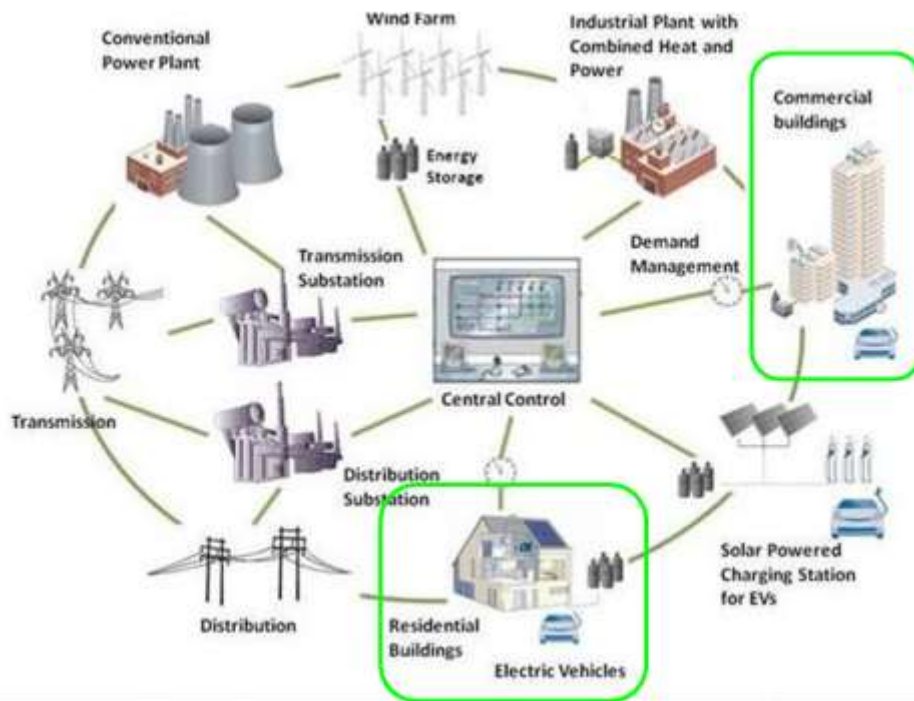 Wind Farm
Conventional
Power Plant
Industrial Plant with
Combined Heat and
Power
Commercial
buildings
Energy
Storage
Transmission
Substation
Demand
Management
Central Control
Transmission
Distribution
Substation
Solar Powered
Charging Station
for EVs
Distribution
Residential
Buildings
Electric Vehicles